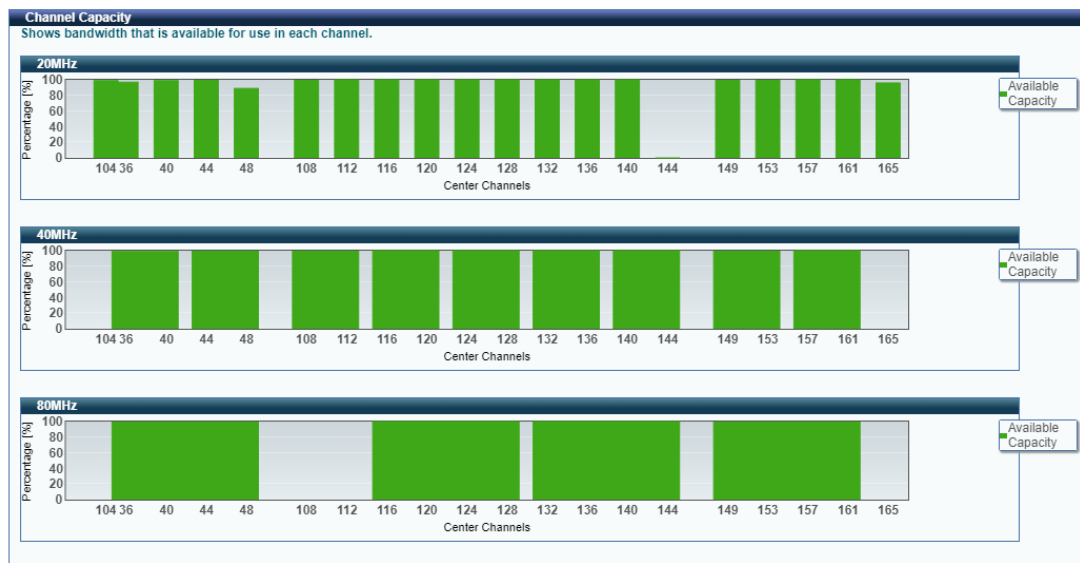 Channel Capacity
Shows bandwidth that is available for use in each channel.
20MHz
Percentage [%]
100
80
60
40
20
0
104 36 40 44 48 108 112 116 120 124 128 132 136 140 144 149 153 157 161 165
Center Channels
Available
Capacity
40MHz
Percentage [%]
100
80
60
40
20
0
104 36 40 44 48 108 112 116 120 124 128 132 136 140 144 149 153 157 161 165
Center Channels
Available
Capacity
80MHz
Percentage [%]
100
80
60
40
20
0
104 36 40 44 48 108 112 116 120 124 128 132 136 140 144 149 153 157 161 165
Center Channels
Available
Capacity